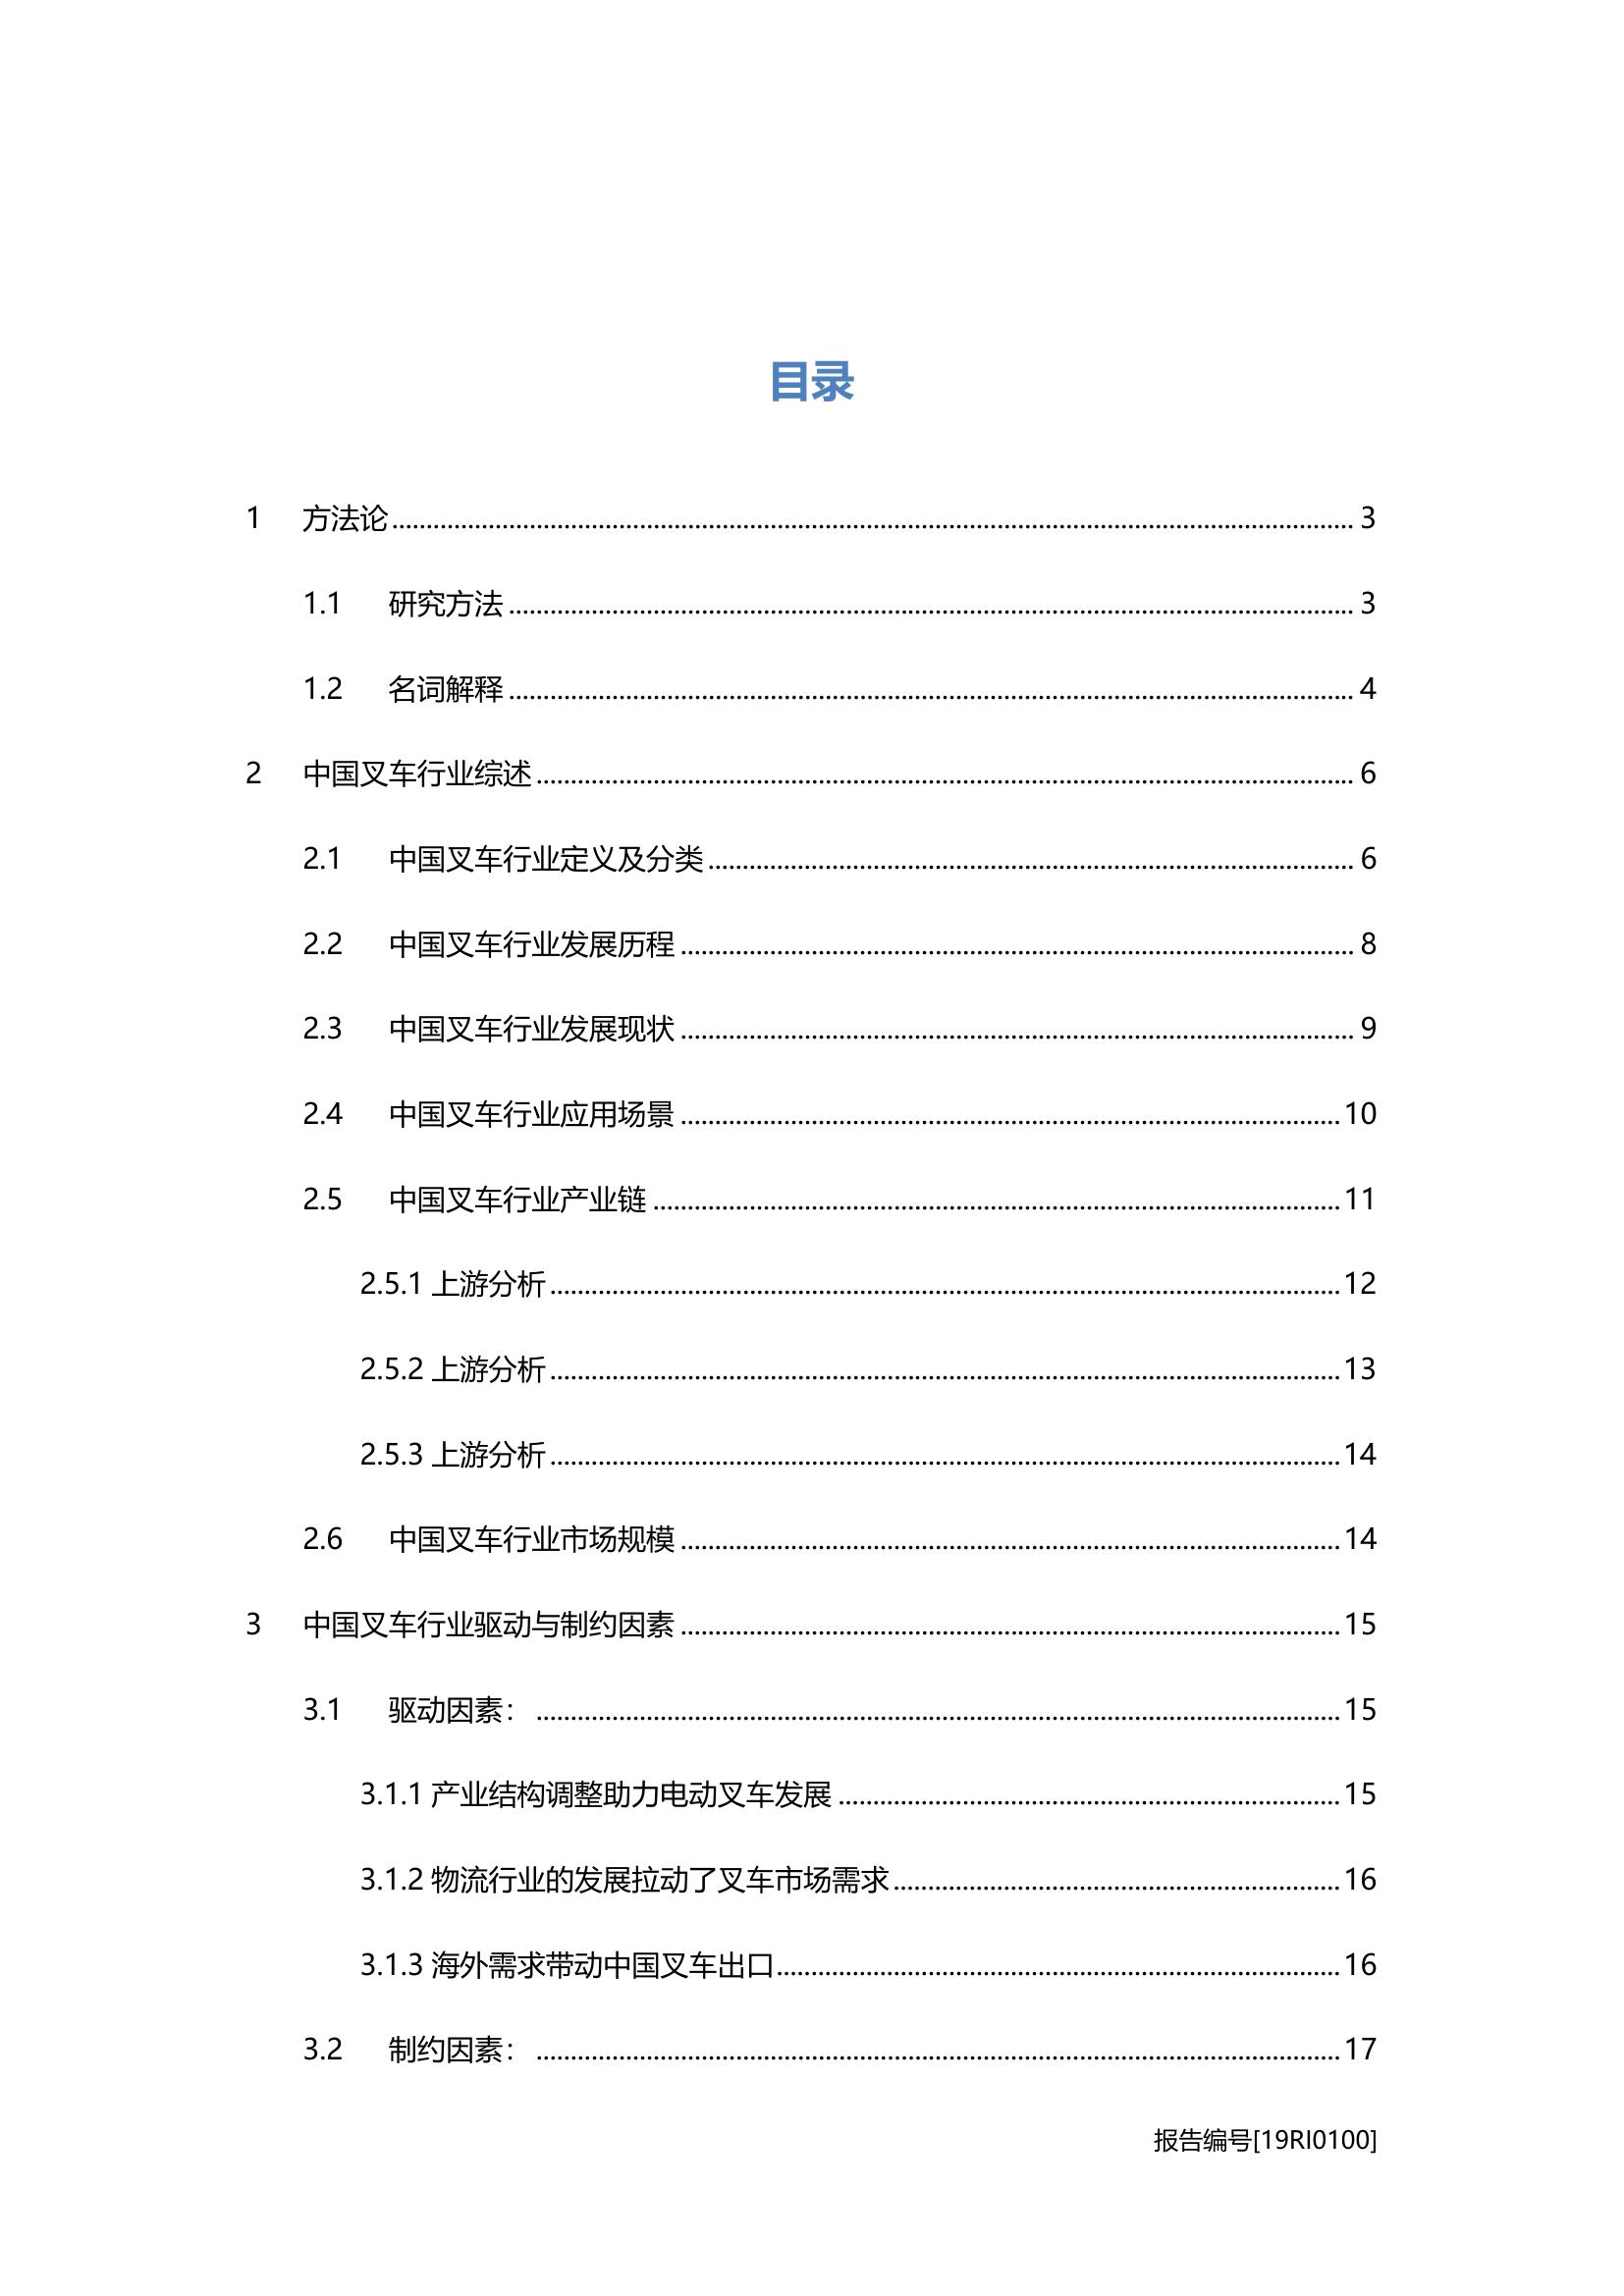 目录
1 方法论 3
1.1 研究方法 3
1.2 名词解释 4
2 中国叉车行业综述 6
2.1 中国叉车行业定义及分类 6
2.2 中国叉车行业发展历程 8
2.3 中国叉车行业发展现状 9
2.4 中国叉车行业应用场景 10
2.5 中国叉车行业产业链 11
2.5.1 上游分析 12
2.5.2 上游分析 13
2.5.3 上游分析 14
2.6 中国叉车行业市场规模 14
3 中国叉车行业驱动与制约因素 15
3.1 驱动因素： 15
3.1.1 产业结构调整助力电动叉车发展 15
3.1.2 物流行业的发展拉动了叉车市场需求 16
3.1.3 海外需求带动中国叉车出口 16
3.2 制约因素： 17
报告编号[19RI0100]